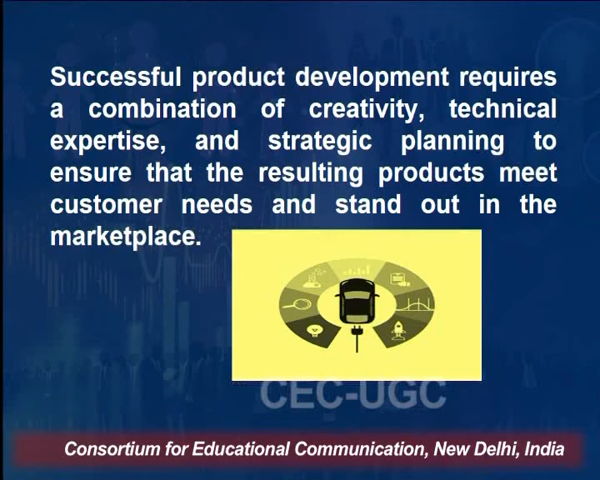 Successful product development requires
a combination of creativity, technical
expertise, and strategic planning to
ensure that the resulting products meet
customer needs and stand out in the
marketplace.
CEC-UGC
Consortium for Educational Communication, New Delhi, India